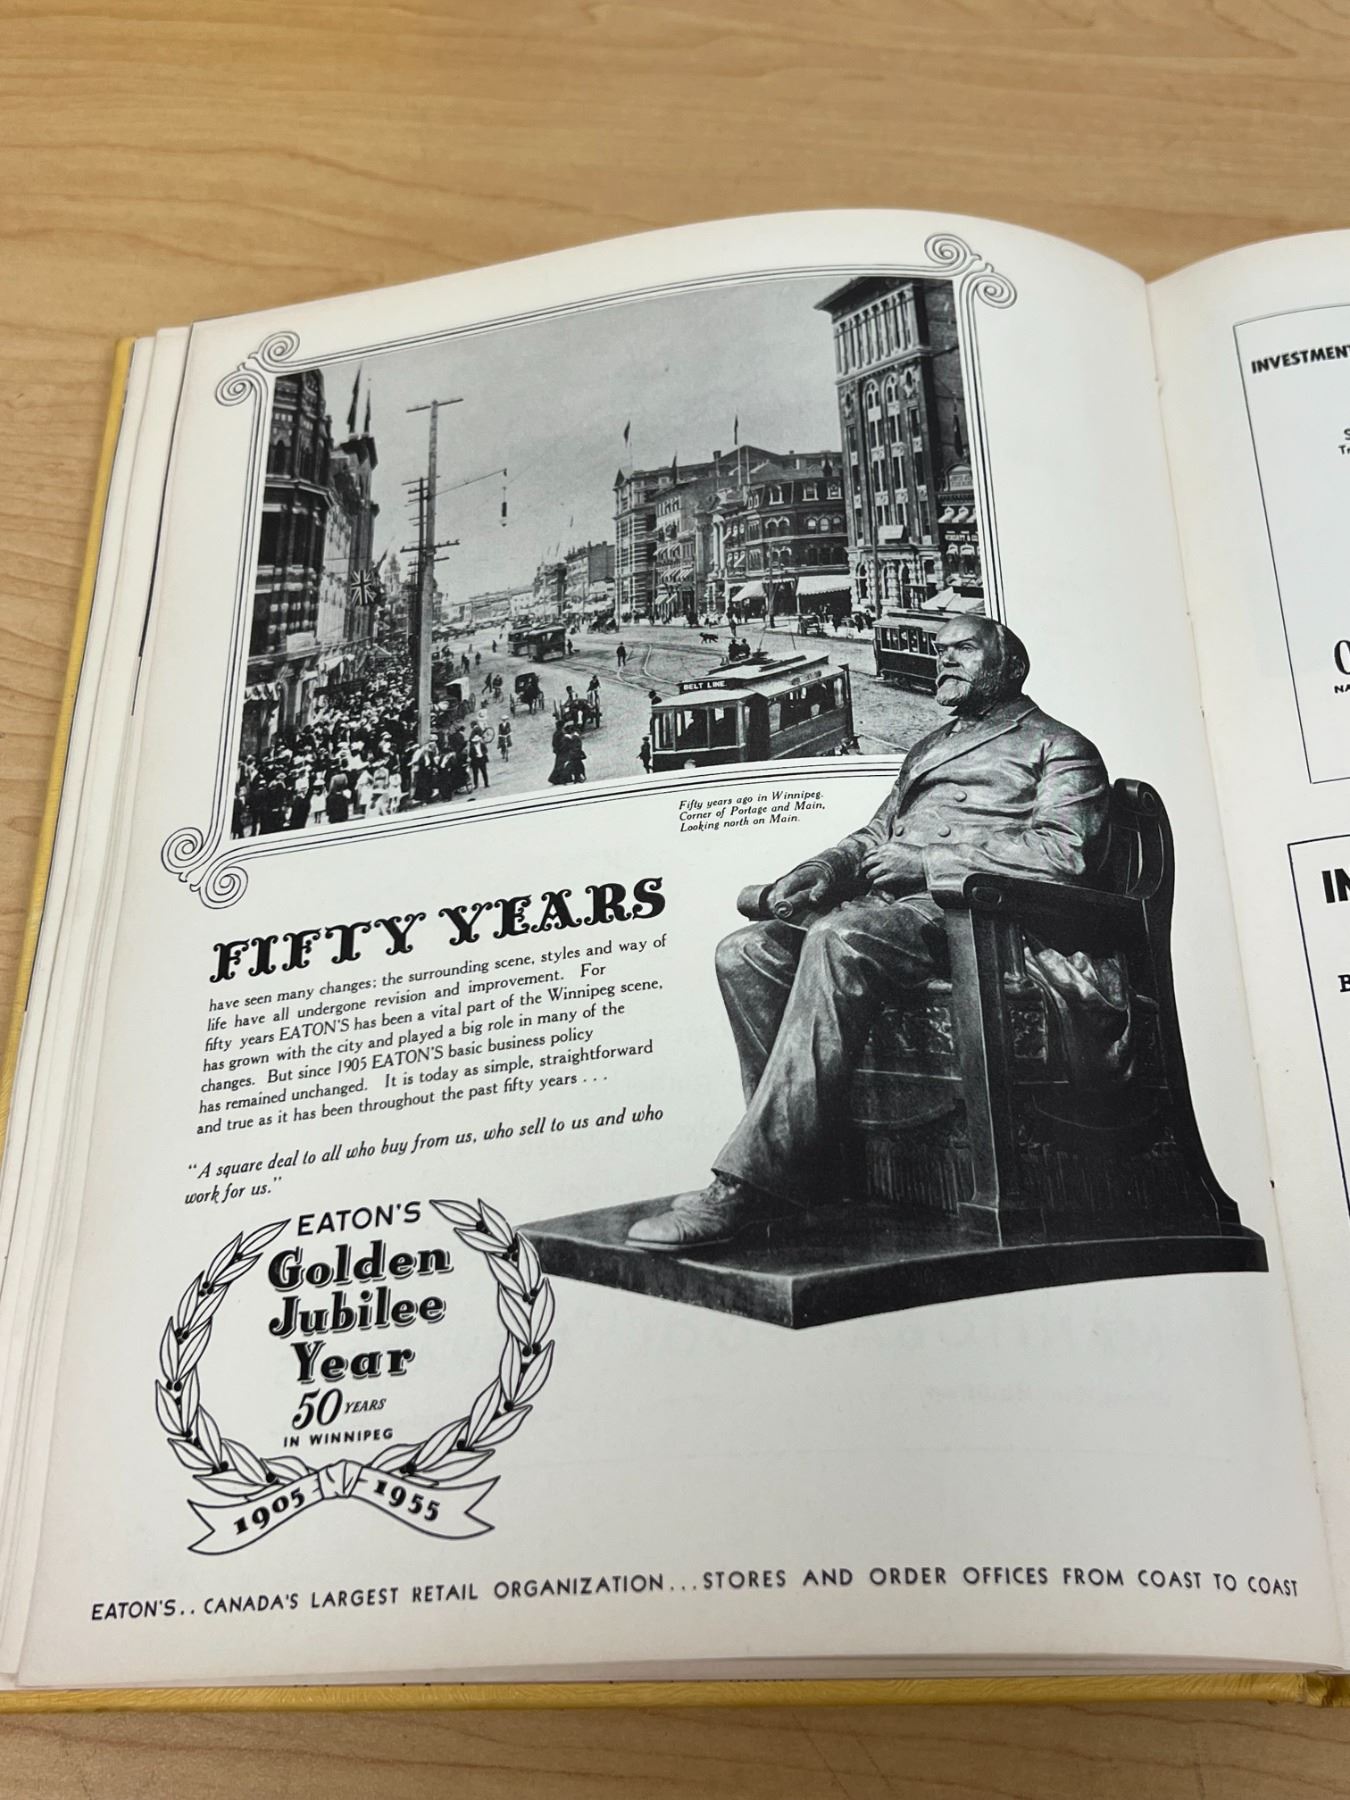 BELT LINE
Fifty years ago in Winnipeg.
Corner of Portage and Main,
Looking north on Main.
FIFTY YEARS
have seen many changes; the surrounding scene, styles and way of
life have all undergone revision and improvement. For
fifty years EATON'S has been a vital part of the Winnipeg scene,
has grown with the city and played a big role in many of the
changes. But since 1905 EATON'S basic business policy
has remained unchanged. It is today as simple, straightforward
and true as it has been throughout the past fifty years . . .
"A square deal to all who buy from us, who sell to us and who
work for us."
EATON'S
Golden
Jubilee
Year
50 YEARS
IN WINNIPEG
1905 1955
EATON'S.. CANADA'S LARGEST RETAIL ORGANIZATION...STORES AND ORDER OFFICES FROM COAST TO COAST
INVESTMENT